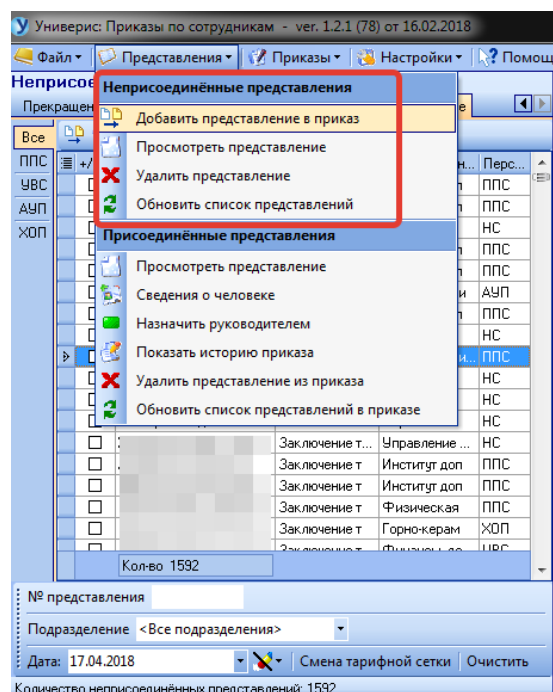 Универис: Приказы по сотрудникам - ver. 1.2.1 (78) от 16.02.2018
Файл Представления Приказы Настройки Помощ
Непр
Неприсоединённые представления
Прекращен
Добавить представление в приказ
Все
Просмотреть представление
+/ Перс...
ППС
Удалить представление
ППС
УВС
Обновить список представлений
ППС
АУП
НС
ХОП
Присоединённые представления
ППС
Просмотреть представление
ППС
Сведения о человеке
АУП
Назначить руководителем
ППС
НС
Показать историю приказа
ППС
Удалить представление из приказа
НС
Обновить список представлений в приказе
НС
НС
Заключение т... Управление ... НС
Заключение т Институт доп ППС
Заключение т Институт доп ППС
Заключение т Физическая ППС
Заключение т Горно-керам ХОП
Кол-во 1592
№ представления
Подразделение <Все подразделения>
Дата: 17.04.2018 Смена тарифной сетки Очистить
Количество неприсоединённых представлений: 1592